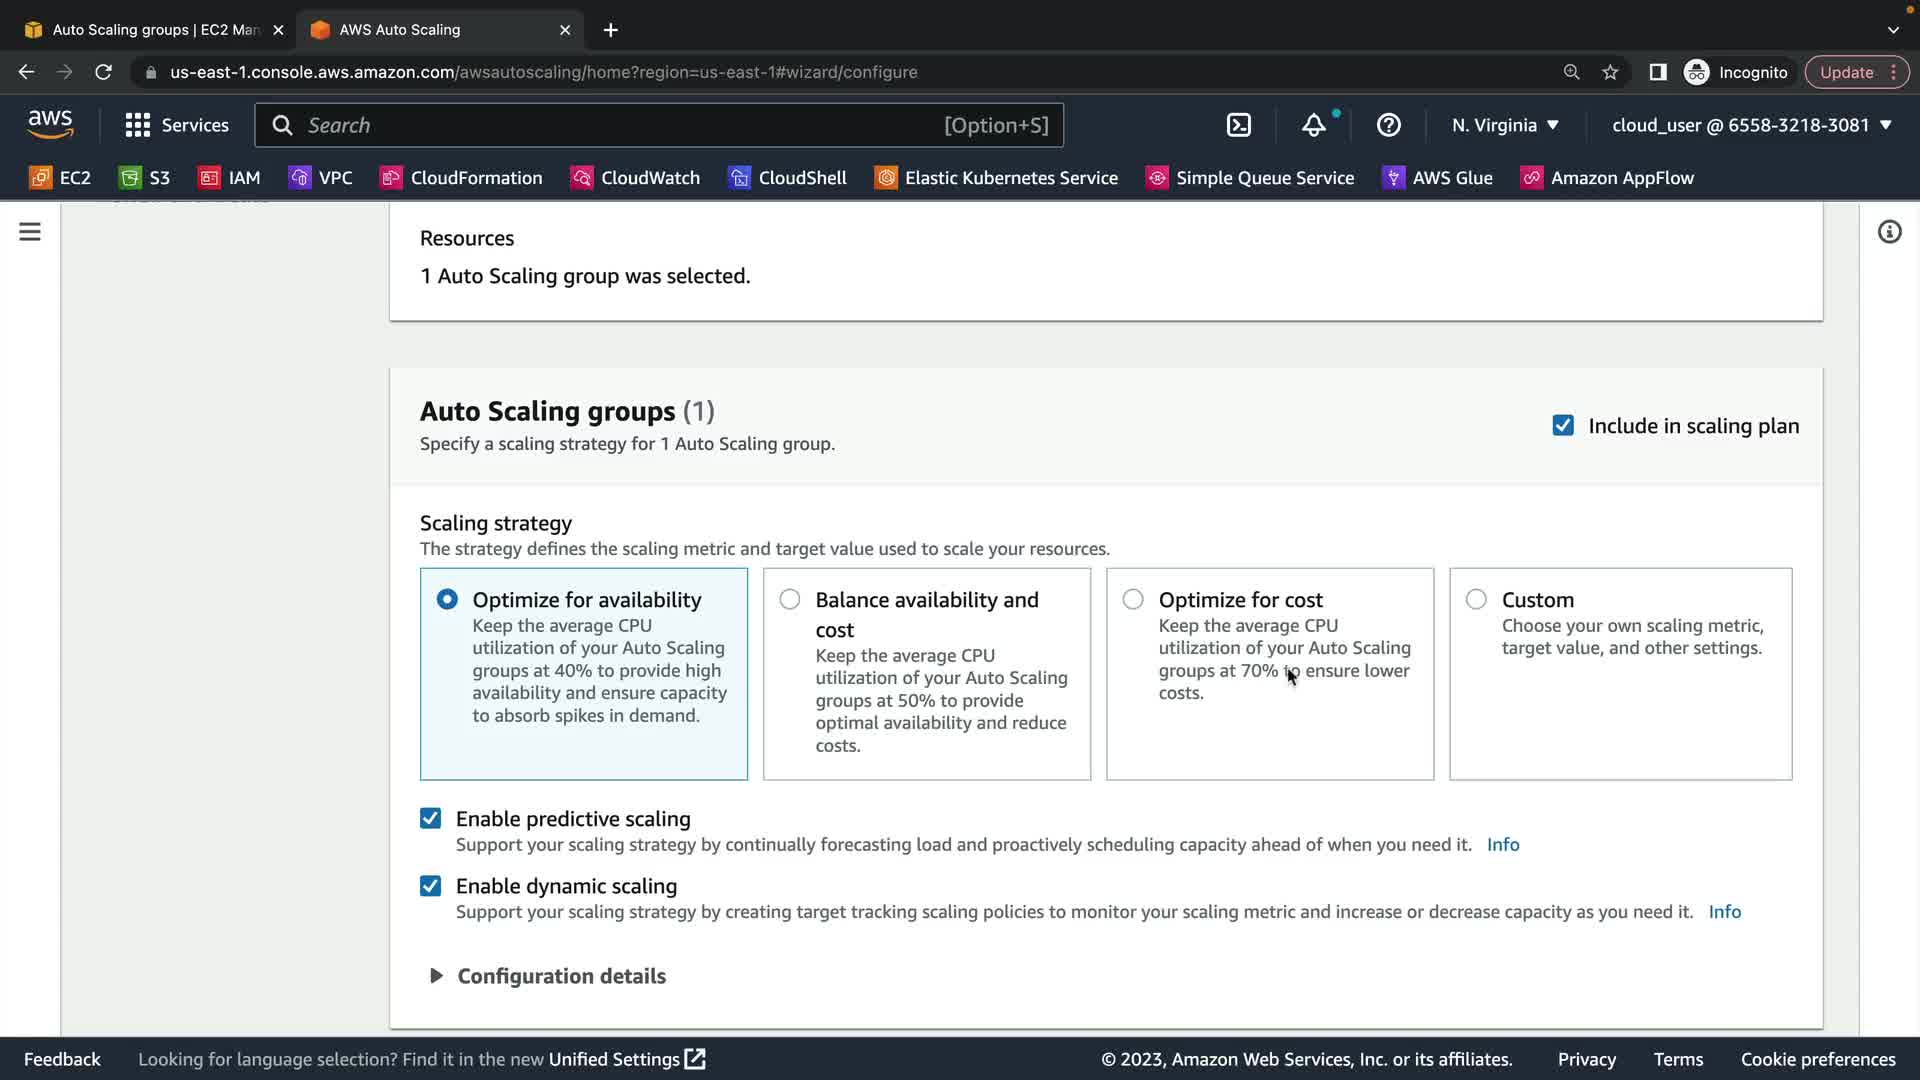 Auto Scaling groups | EC2 Man
AWS Auto Scaling
us-east-1.console.aws.amazon.com/awsautoscaling/home?region=us-east-1#wizard/configure
Incognito
Update
aws
Services
Search
[Option+S]
N. Virginia
cloud_user @ 6558-3218-3081
EC2
S3
IAM
VPC
CloudFormation
CloudWatch
CloudShell
Elastic Kubernetes Service
Simple Queue Service
AWS Glue
Amazon AppFlow
Resources
1 Auto Scaling group was selected.
Auto Scaling groups (1)
Specify a scaling strategy for 1 Auto Scaling group.
Include in scaling plan
Scaling strategy
The strategy defines the scaling metric and target value used to scale your resources.
Optimize for availability
Keep the average CPU
utilization of your Auto Scaling
groups at 40% to provide high
availability and ensure capacity
to absorb spikes in demand.
Balance availability and
cost
Keep the average CPU
utilization of your Auto Scaling
groups at 50% to provide
optimal availability and reduce
costs.
Optimize for cost
Keep the average CPU
utilization of your Auto Scaling
groups at 70% to ensure lower
costs.
Custom
Choose your own scaling metric,
target value, and other settings.
Enable predictive scaling
Support your scaling strategy by continually forecasting load and proactively scheduling capacity ahead of when you need it. Info
Enable dynamic scaling
Support your scaling strategy by creating target tracking scaling policies to monitor your scaling metric and increase or decrease capacity as you need it. Info
Configuration details
Feedback
Looking for language selection? Find it in the new Unified Settings
© 2023, Amazon Web Services, Inc. or its affiliates.
Privacy
Terms
Cookie preferences